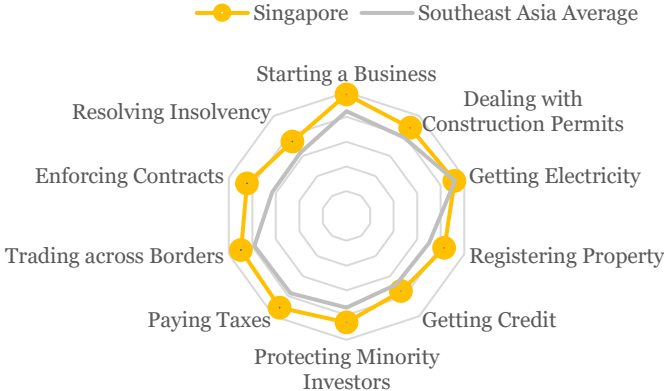 Singapore
Southeast Asia Average
Starting a Business
Dealing with
Construction Permits
Getting Electricity
Registering Property
Getting Credit
Protecting Minority
Investors
Paying Taxes
Trading across Borders
Enforcing Contracts
Resolving Insolvency